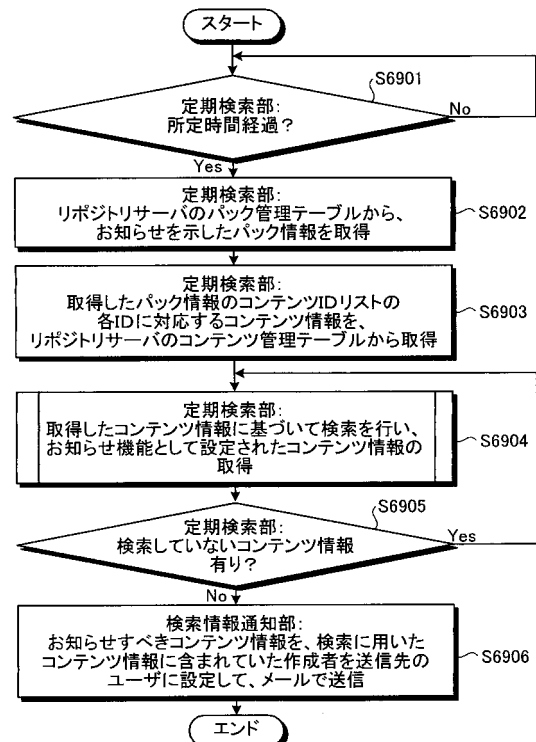 スタート
S6901
定期検索部:
所定時間経過?
No
Yes
定期検索部:
リポジトリサーバのパック管理テーブルから、
お知らせを示したパック情報を取得
S6902
定期検索部:
取得したパック情報のコンテンツIDリストの
各IDに対応するコンテンツ情報を、
リポジトリサーバのコンテンツ管理テーブルから取得
S6903
定期検索部:
取得したコンテンツ情報に基づいて検索を行い、
お知らせ機能として設定されたコンテンツ情報の
取得
S6904
S6905
定期検索部:
検索していないコンテンツ情報
有り?
Yes
No
検索情報通知部:
お知らせすべきコンテンツ情報を、検索に用いた
コンテンツ情報に含まれていた作成者を送信先の
ユーザに設定して、メールで送信
S6906
エンド